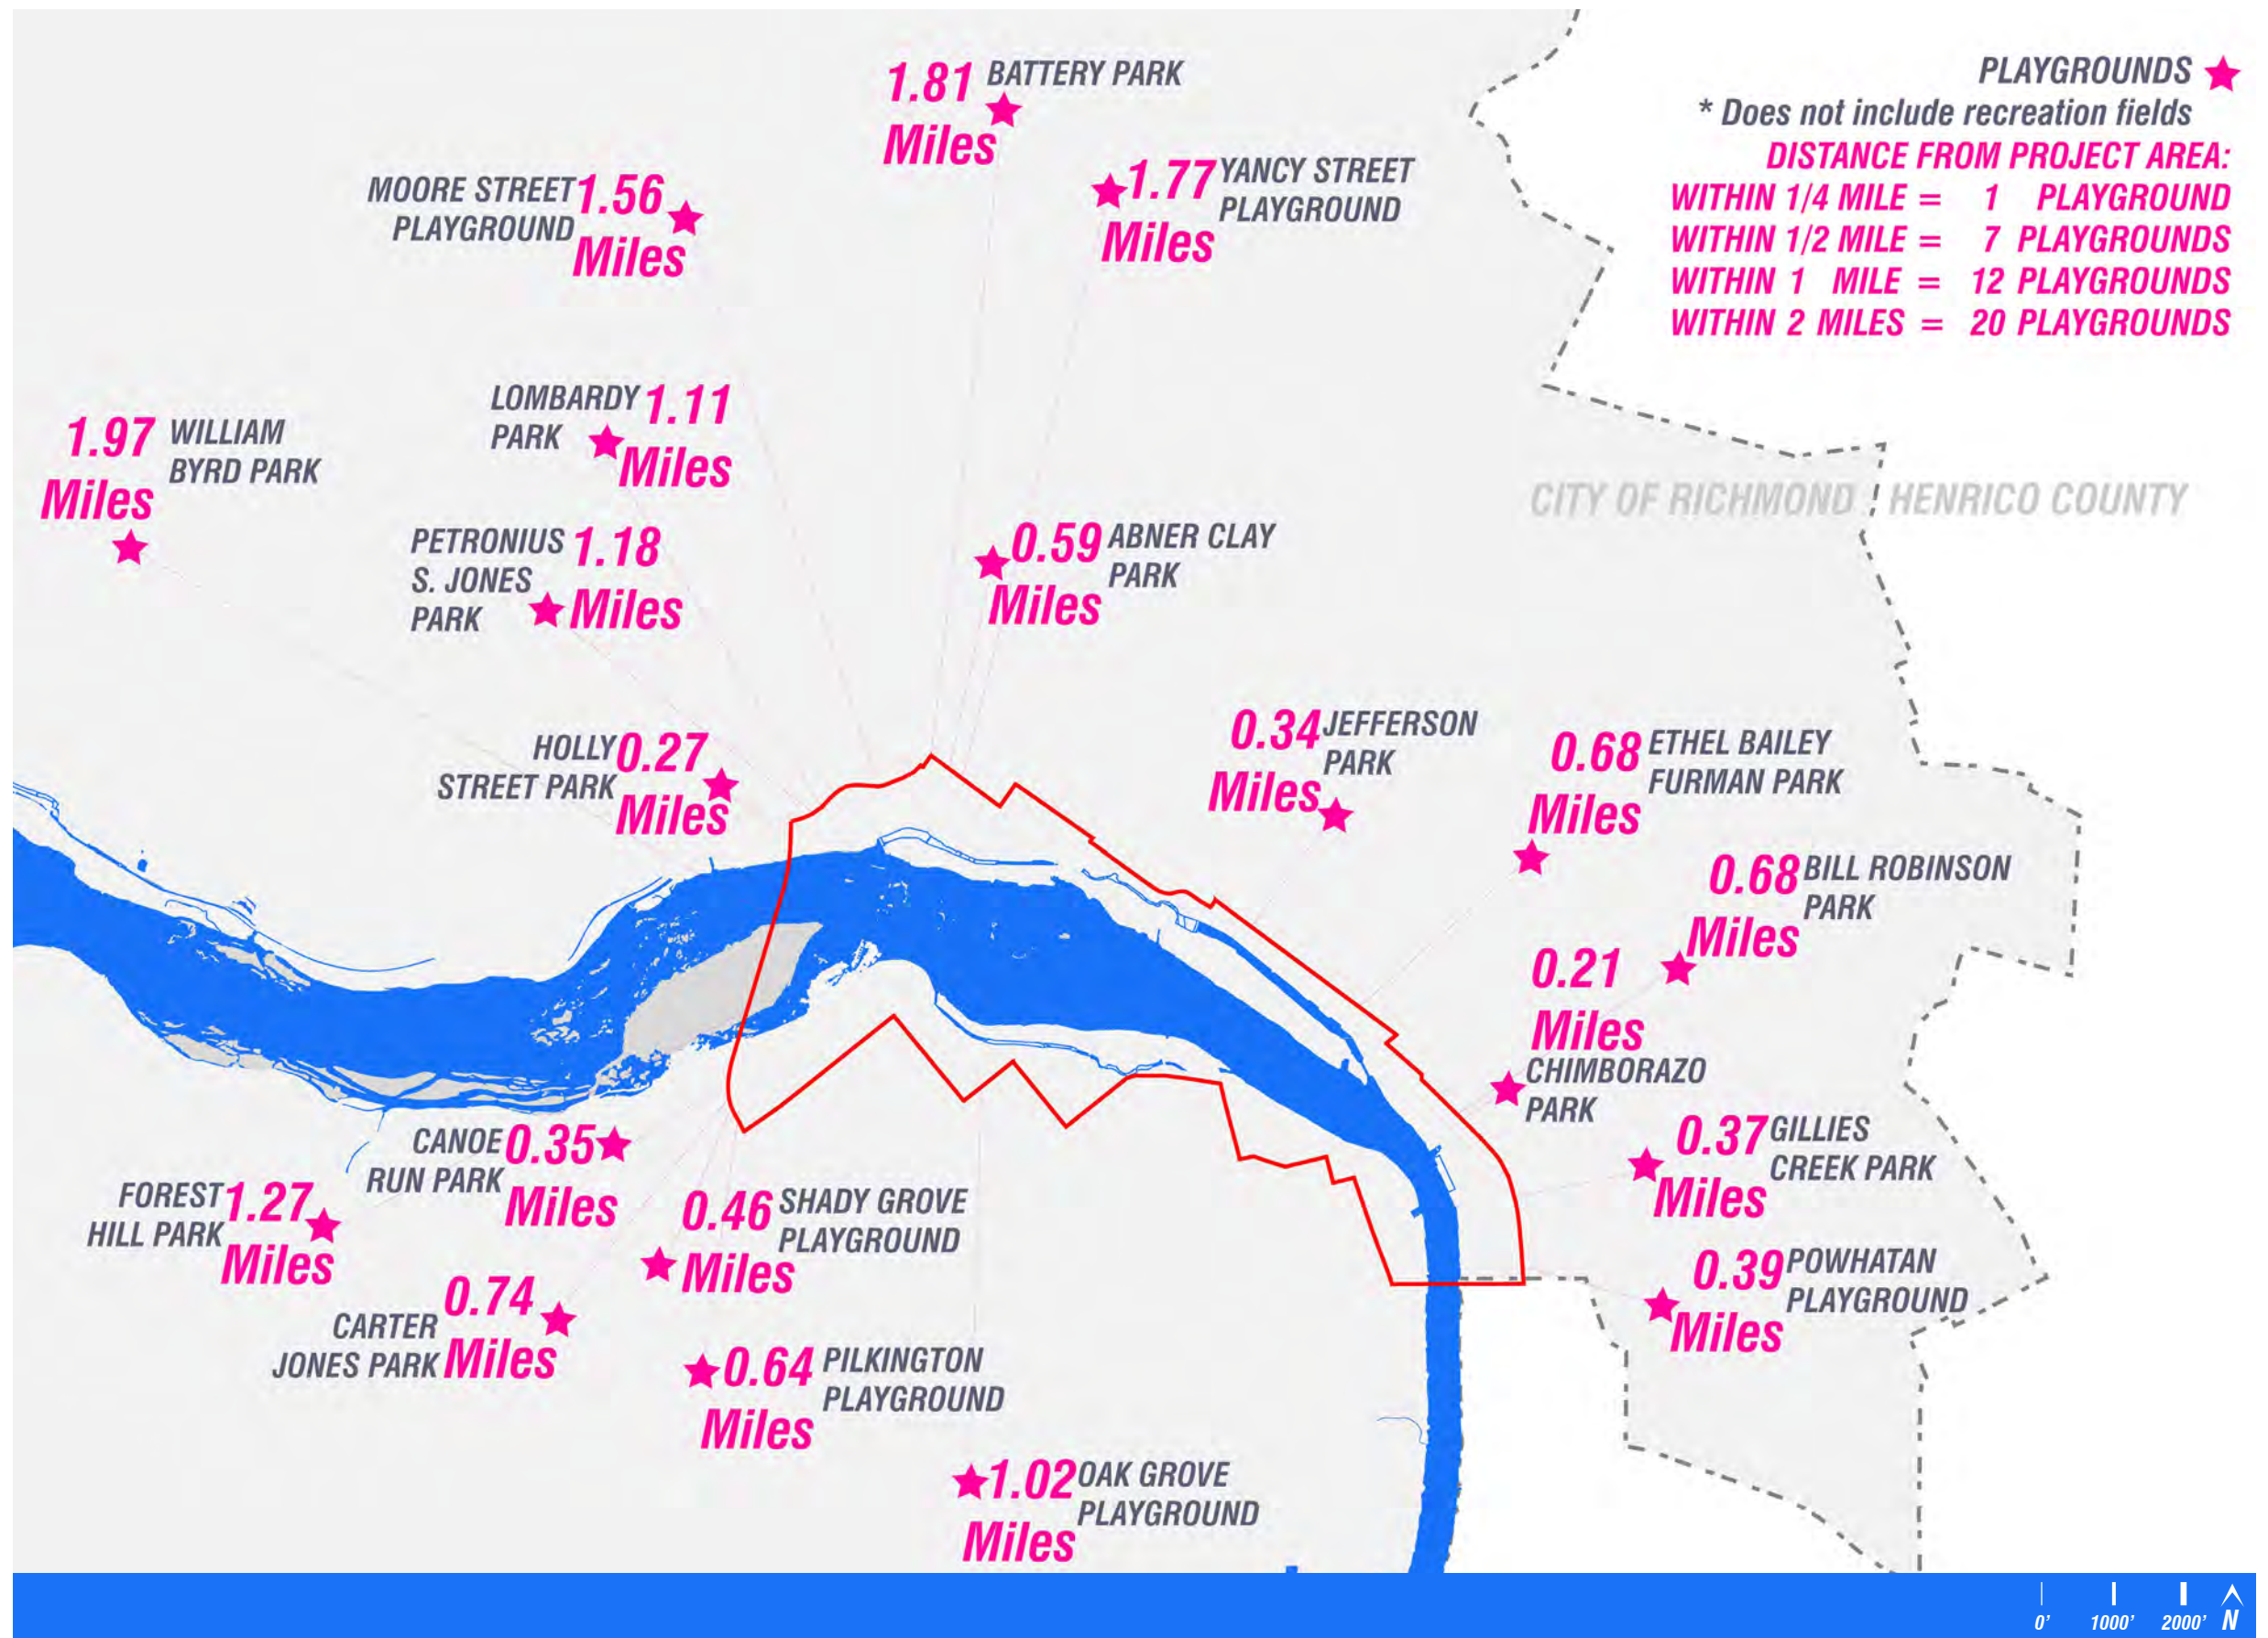 1.81
Miles
BATTERY PARK
PLAYGROUNDS
* Does not include recreation fields
DISTANCE FROM PROJECT AREA:
WITHIN 1/4 MILE = 1 PLAYGROUND
WITHIN 1/2 MILE = 7 PLAYGROUNDS
WITHIN 1 MILE = 12 PLAYGROUNDS
WITHIN 2 MILES = 20 PLAYGROUNDS
MOORE STREET
PLAYGROUND
1.56
Miles
1.77
Miles
YANCY STREET
PLAYGROUND
LOMBARDY
PARK
1.11
Miles
1.97
Miles
WILLIAM
BYRD PARK
PETRONIUS
S. JONES
PARK
1.18
Miles
0.59
Miles
ABNER CLAY
PARK
CITY OF RICHMOND
HENRICO COUNTY
HOLLY
STREET PARK
0.27
Miles
0.34
Miles
JEFFERSON
PARK
0.68
Miles
ETHEL BAILEY
FURMAN PARK
0.68
Miles
BILL ROBINSON
PARK
0.21
Miles
CHIMBORAZO
PARK
0.37
Miles
GILLIES
CREEK PARK
CANOE
RUN PARK
0.35
Miles
FOREST
HILL PARK
1.27
Miles
0.46
Miles
SHADY GROVE
PLAYGROUND
0.39
Miles
POWHATAN
PLAYGROUND
CARTER
JONES PARK
0.74
Miles
0.64
Miles
PILKINGTON
PLAYGROUND
1.02
Miles
OAK GROVE
PLAYGROUND
0' 1000' 2000' N